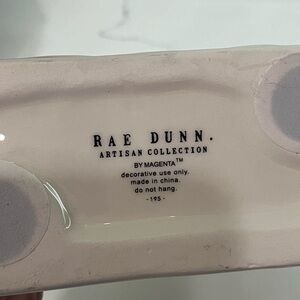 RAE DUNN.
ARTISAN COLLECTION
BY MAGENTA™
decorative use only.
made in china.
do not hang.
- 195 -